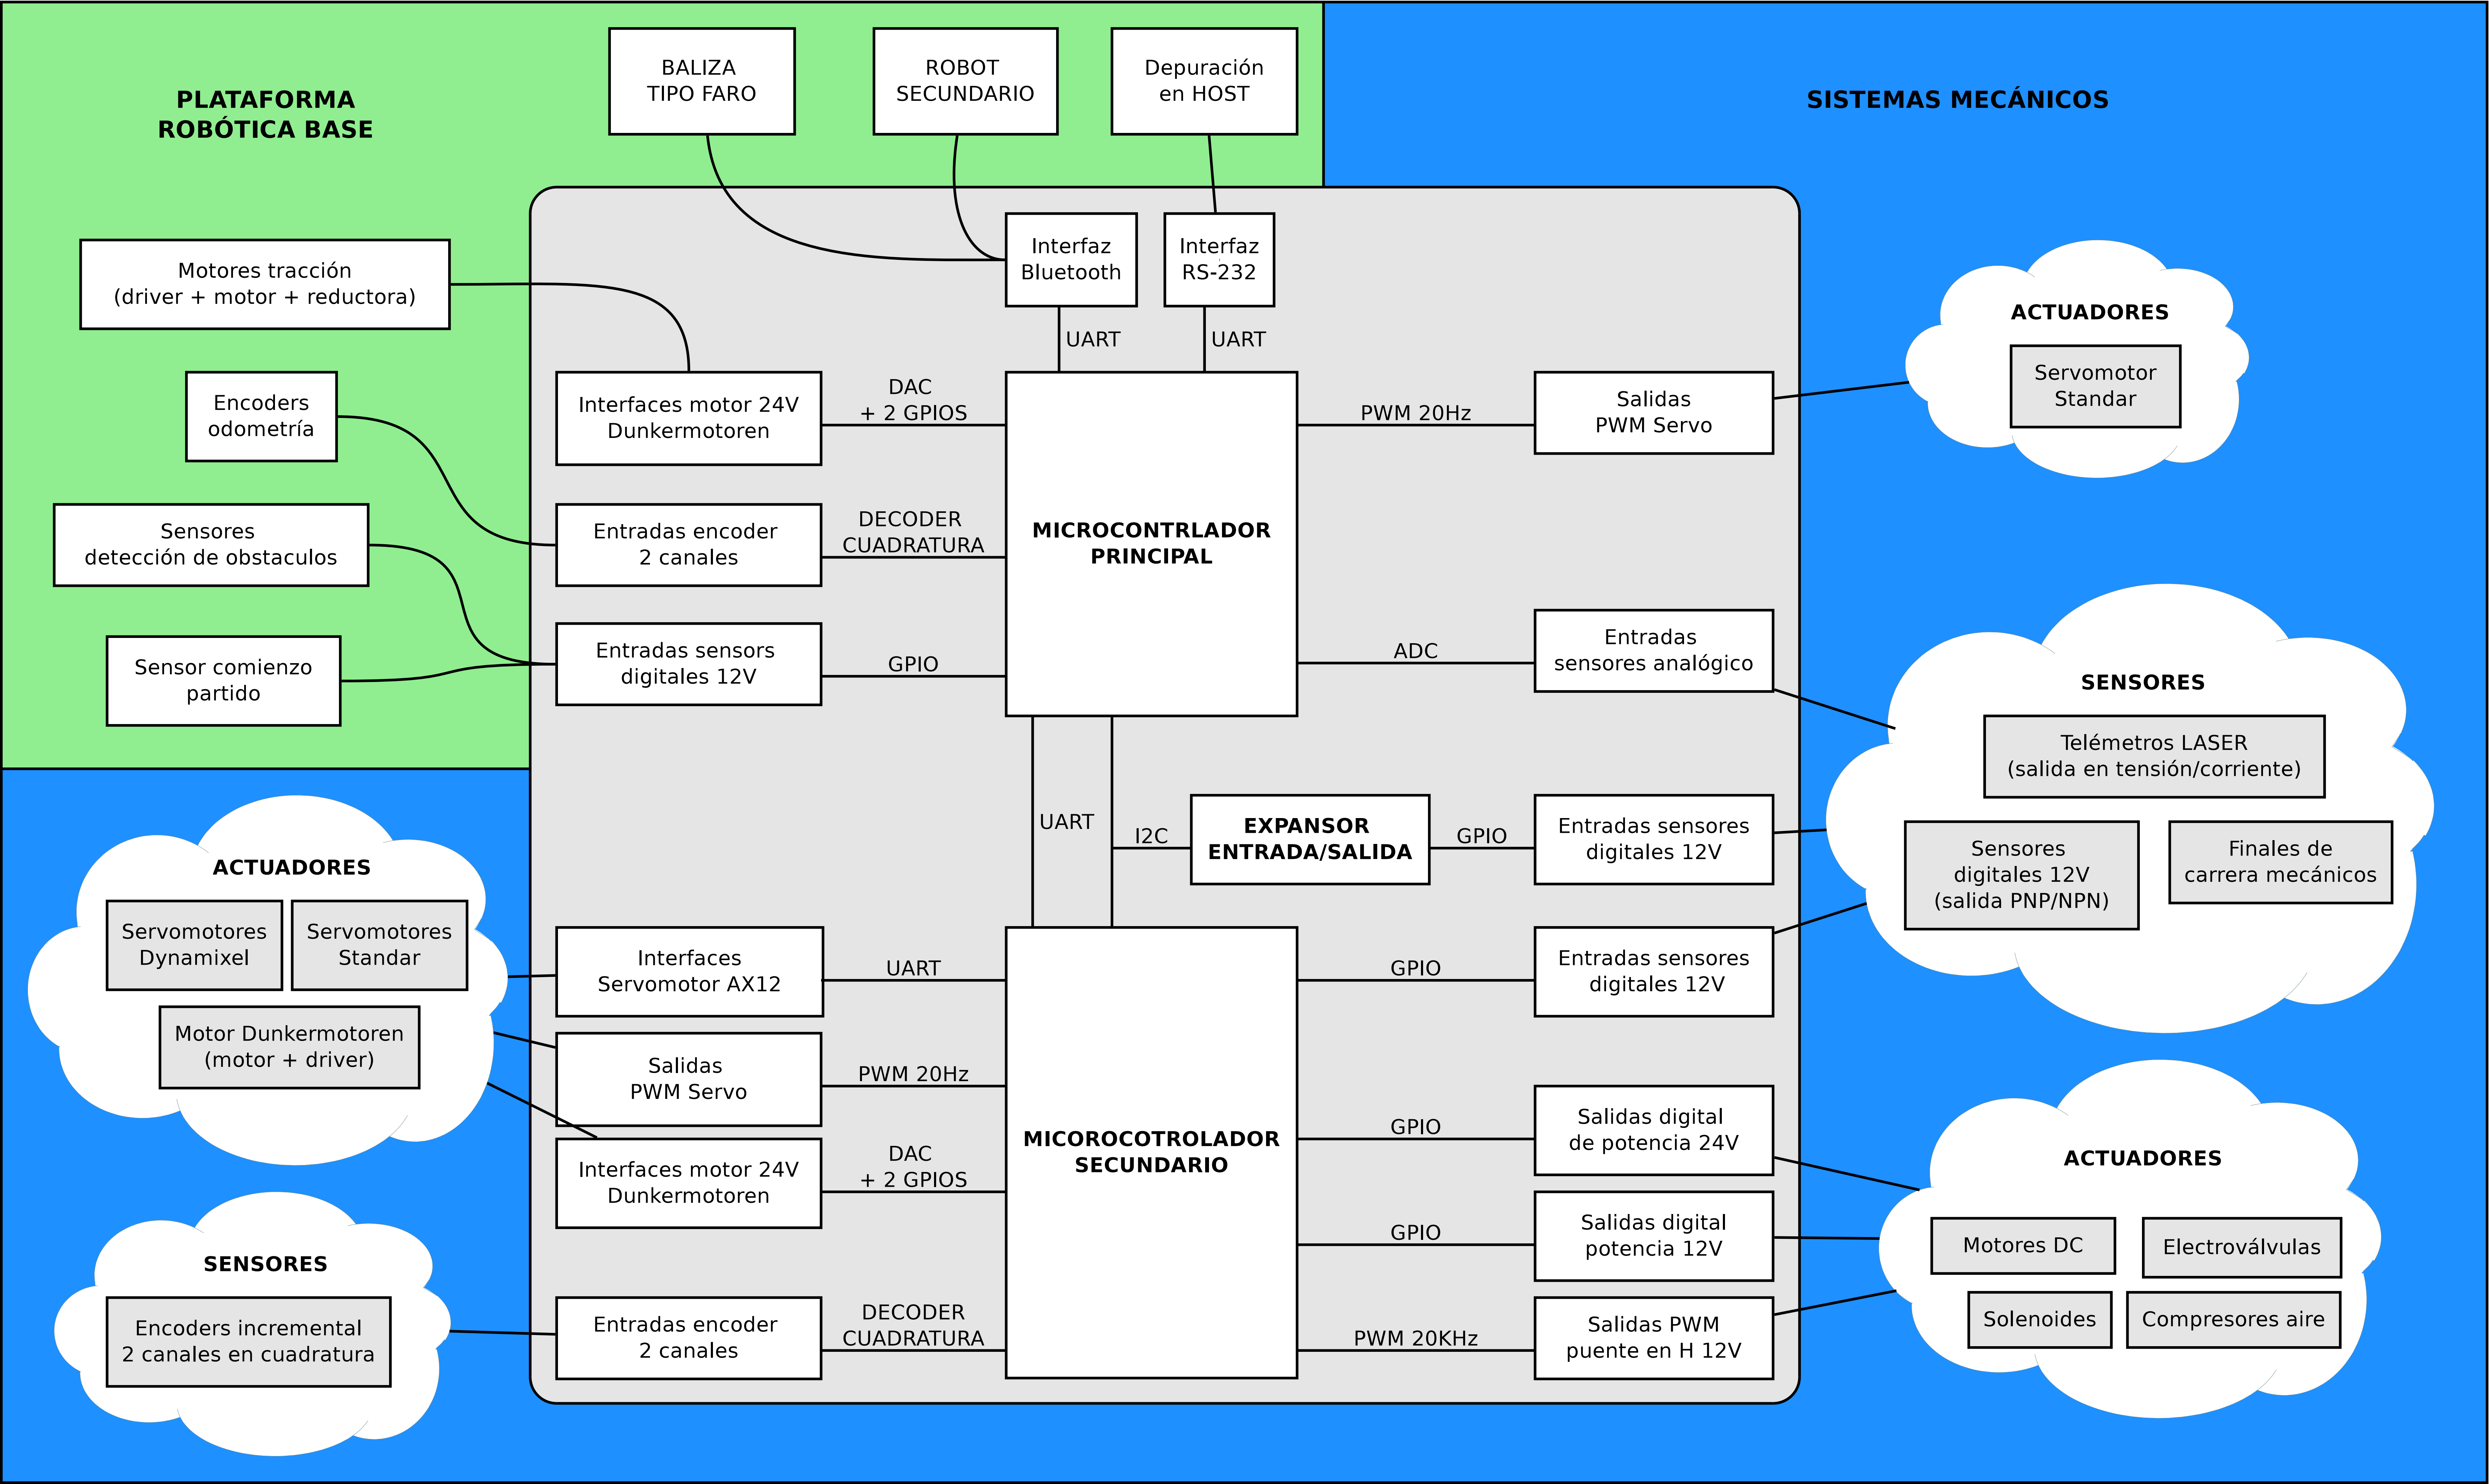 PLATAFORMA
ROBÓTICA BASE
BALIZA
TIPO FARO
ROBOT
SECUNDARIO
Depuración
en HOST
SISTEMAS MECÁNICOS
Motores tracción
(driver + motor + reductora)
Encoders
odometría
Sensores
detección de obstaculos
Sensor comienzo
partido
Interfaz
Bluetooth
Interfaz
RS-232
UART
UART
Interfaces motor 24V
Dunkermotoren
DAC
+ 2 GPIOS
Entradas encoder
2 canales
DECODER
CUADRATURA
Entradas sensors
digitales 12V
GPIO
MICROCONTRLADOR
PRINCIPAL
PWM 20Hz
Salidas
PWM Servo
ADC
Entradas
sensores analógico
ACTUADORES
Servomotor
Standar
SENSORES
Telémetros LASER
(salida en tensión/corriente)
Sensores
digitales 12V
(salida PNP/NPN)
Finales de
carrera mecánicos
UART
I2C
EXPANSOR
ENTRADA/SALIDA
GPIO
Entradas sensores
digitales 12V
ACTUADORES
Servomotores
Dynamixel
Servomotores
Standar
Motor Dunkermotoren
(motor + driver)
SENSORES
Encoders incremental
2 canales en cuadratura
Interfaces
Servomotor AX12
UART
Salidas
PWM Servo
PWM 20Hz
Interfaces motor 24V
Dunkermotoren
DAC
+ 2 GPIOS
Entradas encoder
2 canales
DECODER
CUADRATURA
MICOROCOTROLADOR
SECUNDARIO
GPIO
Entradas sensores
digitales 12V
GPIO
Salidas digital
de potencia 24V
GPIO
Salidas digital
potencia 12V
PWM 20KHz
Salidas PWM
puente en H 12V
ACTUADORES
Motores DC
Electroválvulas
Solenoides
Compresores aire